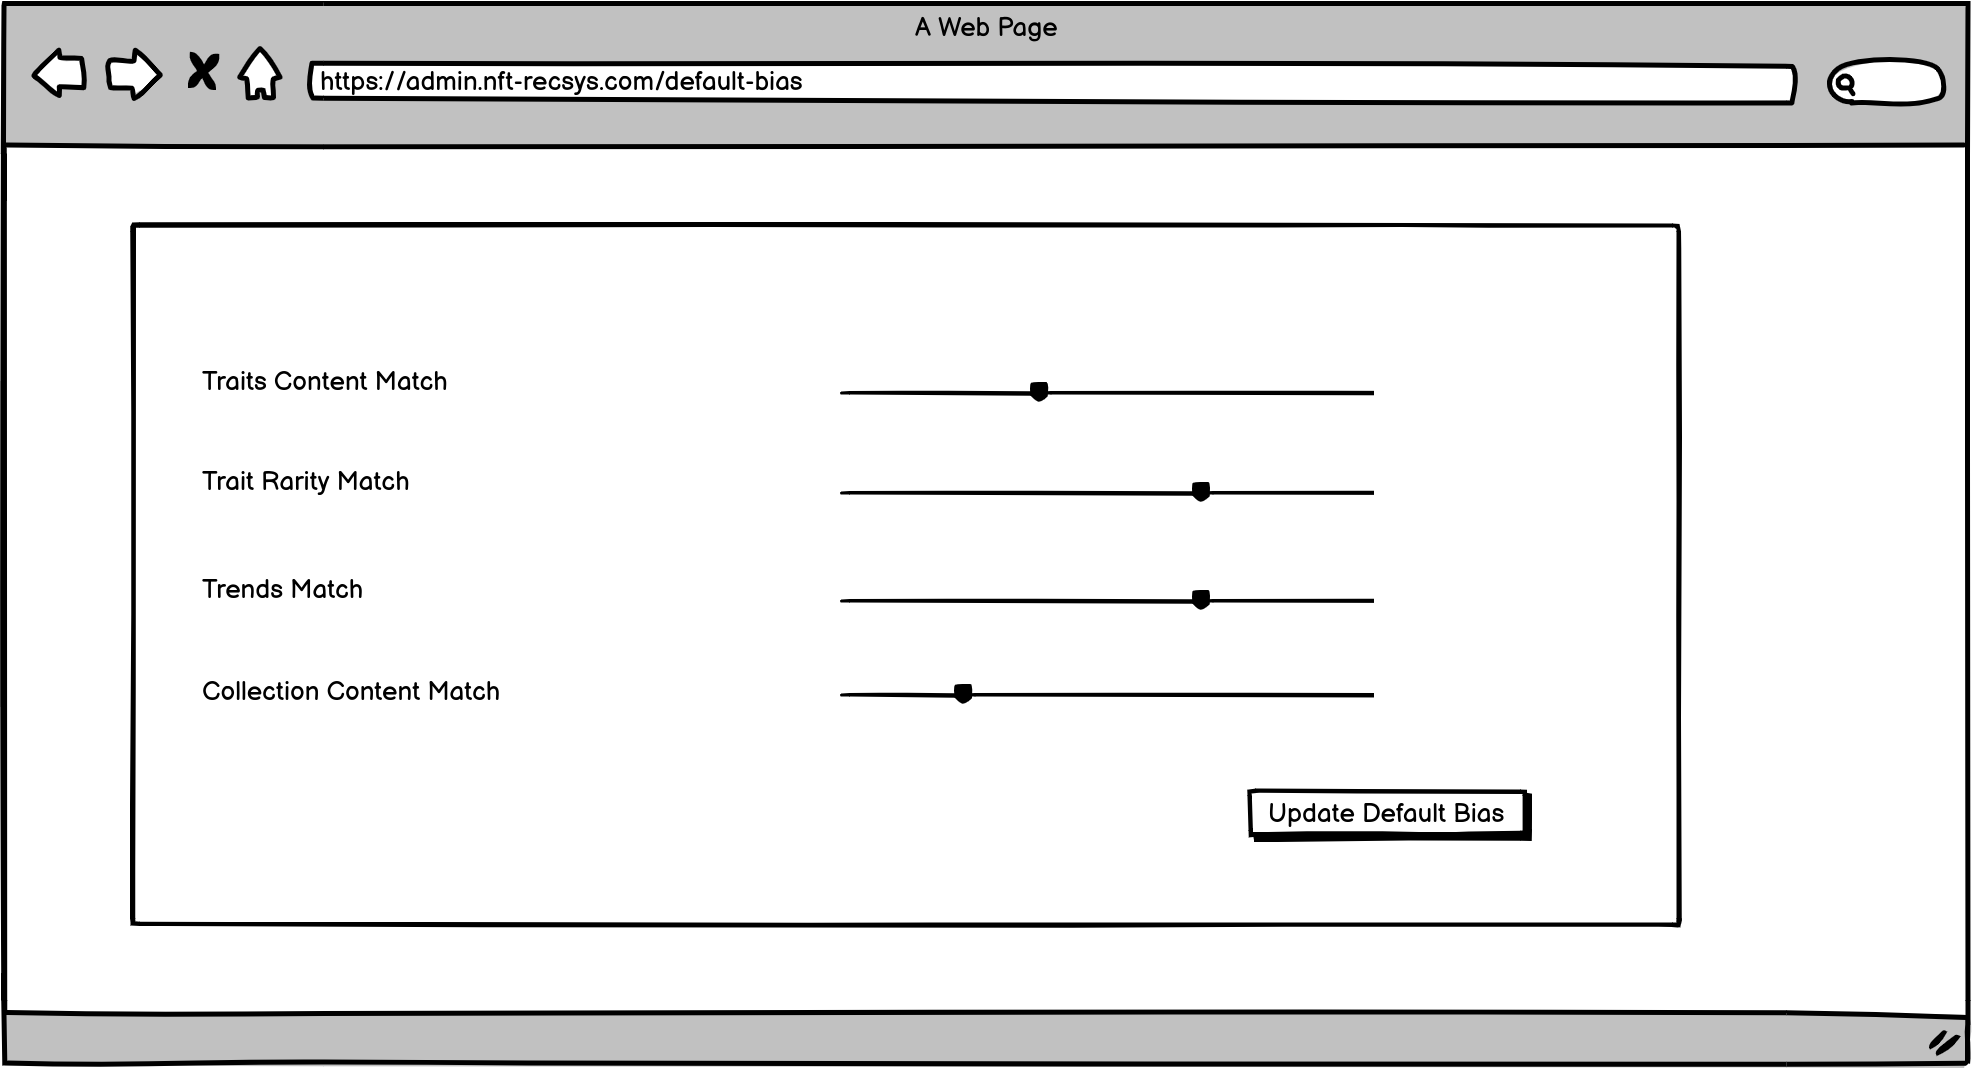 A Web Page
https://admin.nft-recsys.com/default-bias
Traits Content Match
Trait Rarity Match
Trends Match
Collection Content Match
Update Default Bias